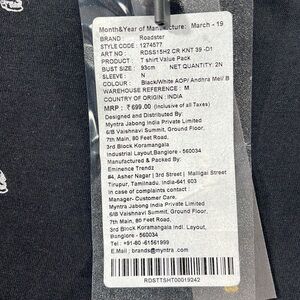 Month&Year of Manufacture: March - 19
BRAND : Roadster
STYLE CODE : 1274577
ART NO : RDSS15H2 CR KNT 39 -D1
PRODUCT : T shirt Value Pack
BUST SIZE : 93cm NET QUANTITY: 2N
SLEEVE : N
COLOUR : Black/White AOP/ Andhra Mel/ B
WAREHOUSE REFERENCE : M
COUNTRY OF ORIGIN : INDIA
MRP : ₹ 699.00 (Inclusive of all Taxes)
Designed and Distributed By:
Myntra Jabong India Private Limited
6/B Vaishnavi Summit, Ground Floor,
7th Main, 80 Feet Road,
3rd Block Koramangala
Industrial Layout,Banglore - 560034
Manufactured & Packed By:
Eminence Trendz
#4, Asher Nagar | 3rd Street | Malligai Street
Tirupur, Tamilnadu, India-641 603
In case of complaints contact :
Manager- Customer Care,
Myntra Jabong India Private Limited
6/B Vaishnavi Summit, Ground Floor,
7th Main, 80 Feet Road,
3rd Block Koramangala Indl. Layout,
Banglore - 560034
Tel : +91-80 -61561999
E.Mail : brands@myntra .com
RDSTTSHT00019242